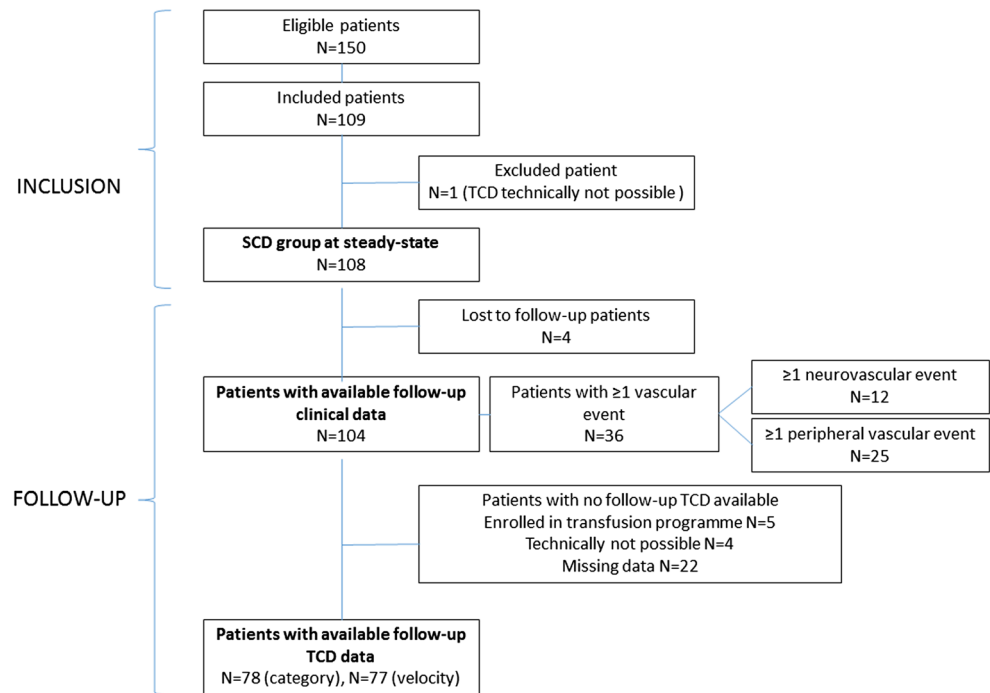 Eligible patients
N=150
Included patients
N=109
INCLUSION
Excluded patient
N=1 (TCD technically not possible )
SCD group at steady-state
N=108
Lost to follow-up patients
N=4
Patients with available follow-up
clinical data
N=104
Patients with ≥1 vascular
event
N=36
≥1 neurovascular event
N=12
≥1 peripheral vascular event
N=25
FOLLOW-UP
Patients with no follow-up TCD available
Enrolled in transfusion programme N=5
Technically not possible N=4
Missing data N=22
Patients with available follow-up
TCD data
N=78 (category), N=77 (velocity)